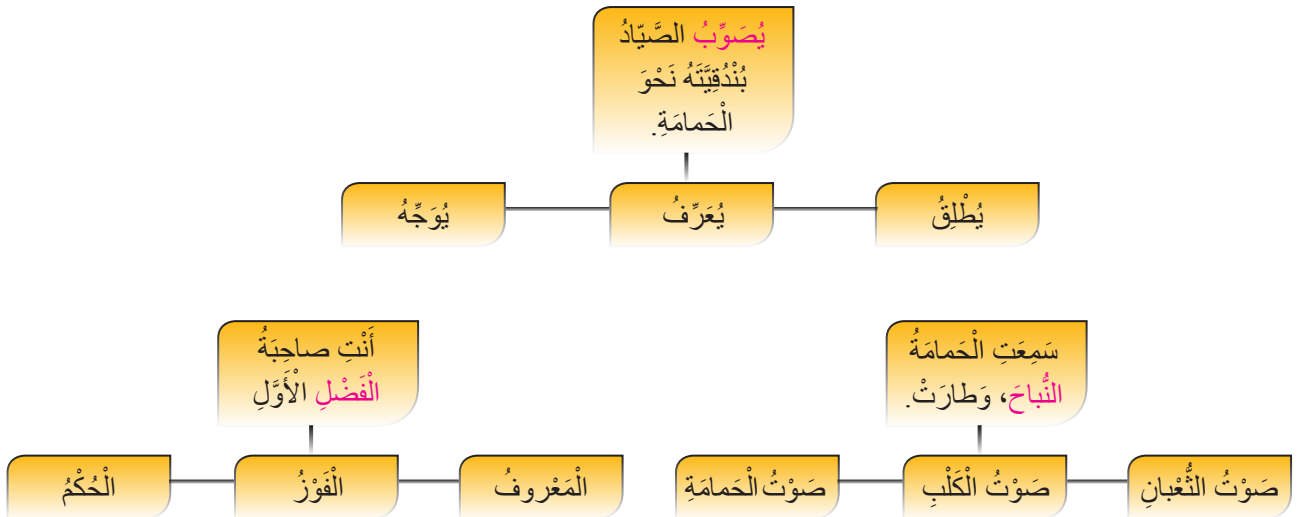 يُصَوِّبُ الصَّيّادُ
بُنْدُقِيَّتَهُ نَحْوَ
الْحَمامَةِ.
يُطْلِقُ
يُعَرِّفُ
يُوَجِّهُ
سَمِعَتِ الْحَمامَةُ
النُّباحَ، وَطارَتْ.
صَوْتُ الثُّعْبانِ
صَوْتُ الْكَلْبِ
صَوْتُ الْحَمامَةِ
أَنْتِ صاحِبَةُ
الْفَضْلِ الْأَوَّلِ
الْمَعْروفُ
الْفَوْزُ
الْحُكْمُ